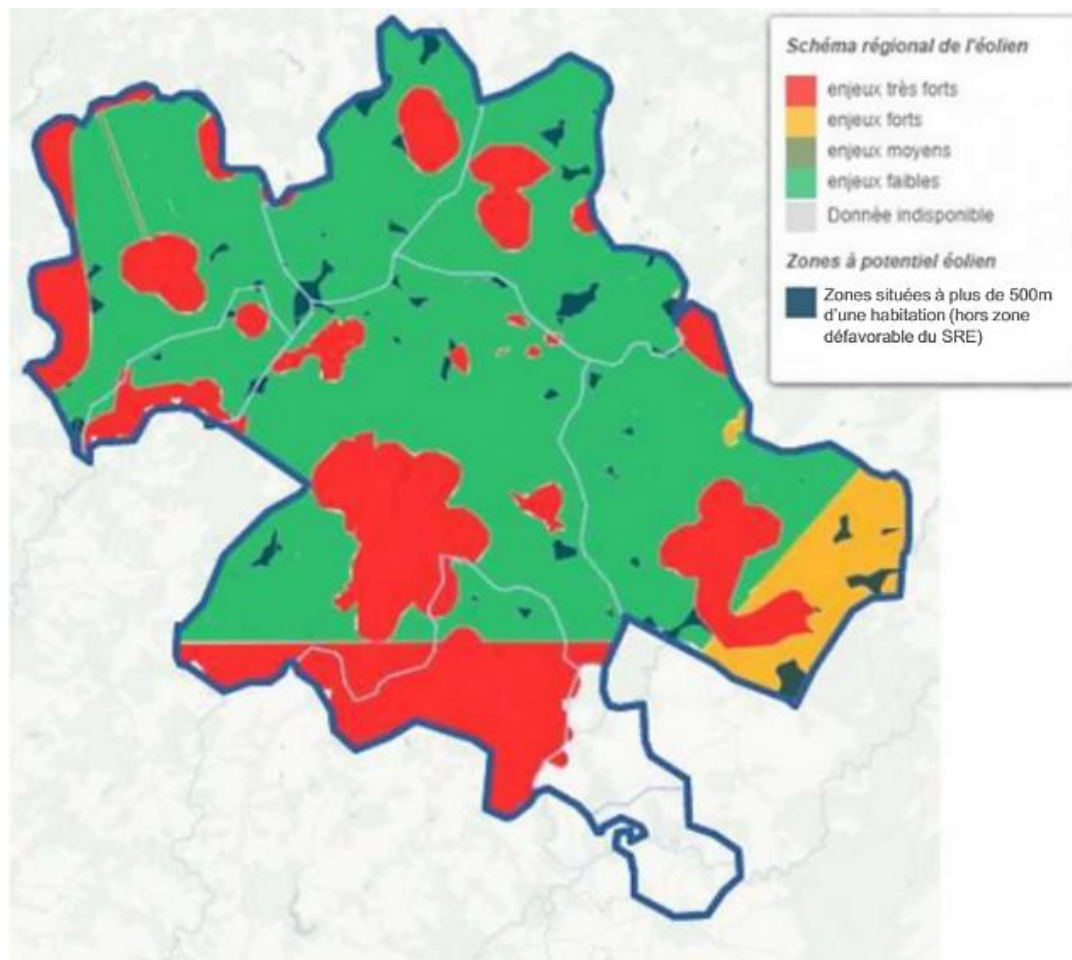 Schéma régional de l'éolien
enjeux très forts
enjeux forts
enjeux moyens
enjeux faibles
Donnèe indisponible
Zones à potentiel éolien
Zones situées à plus de 500m
d'une habitation (hors zone
défavorable du SRE)